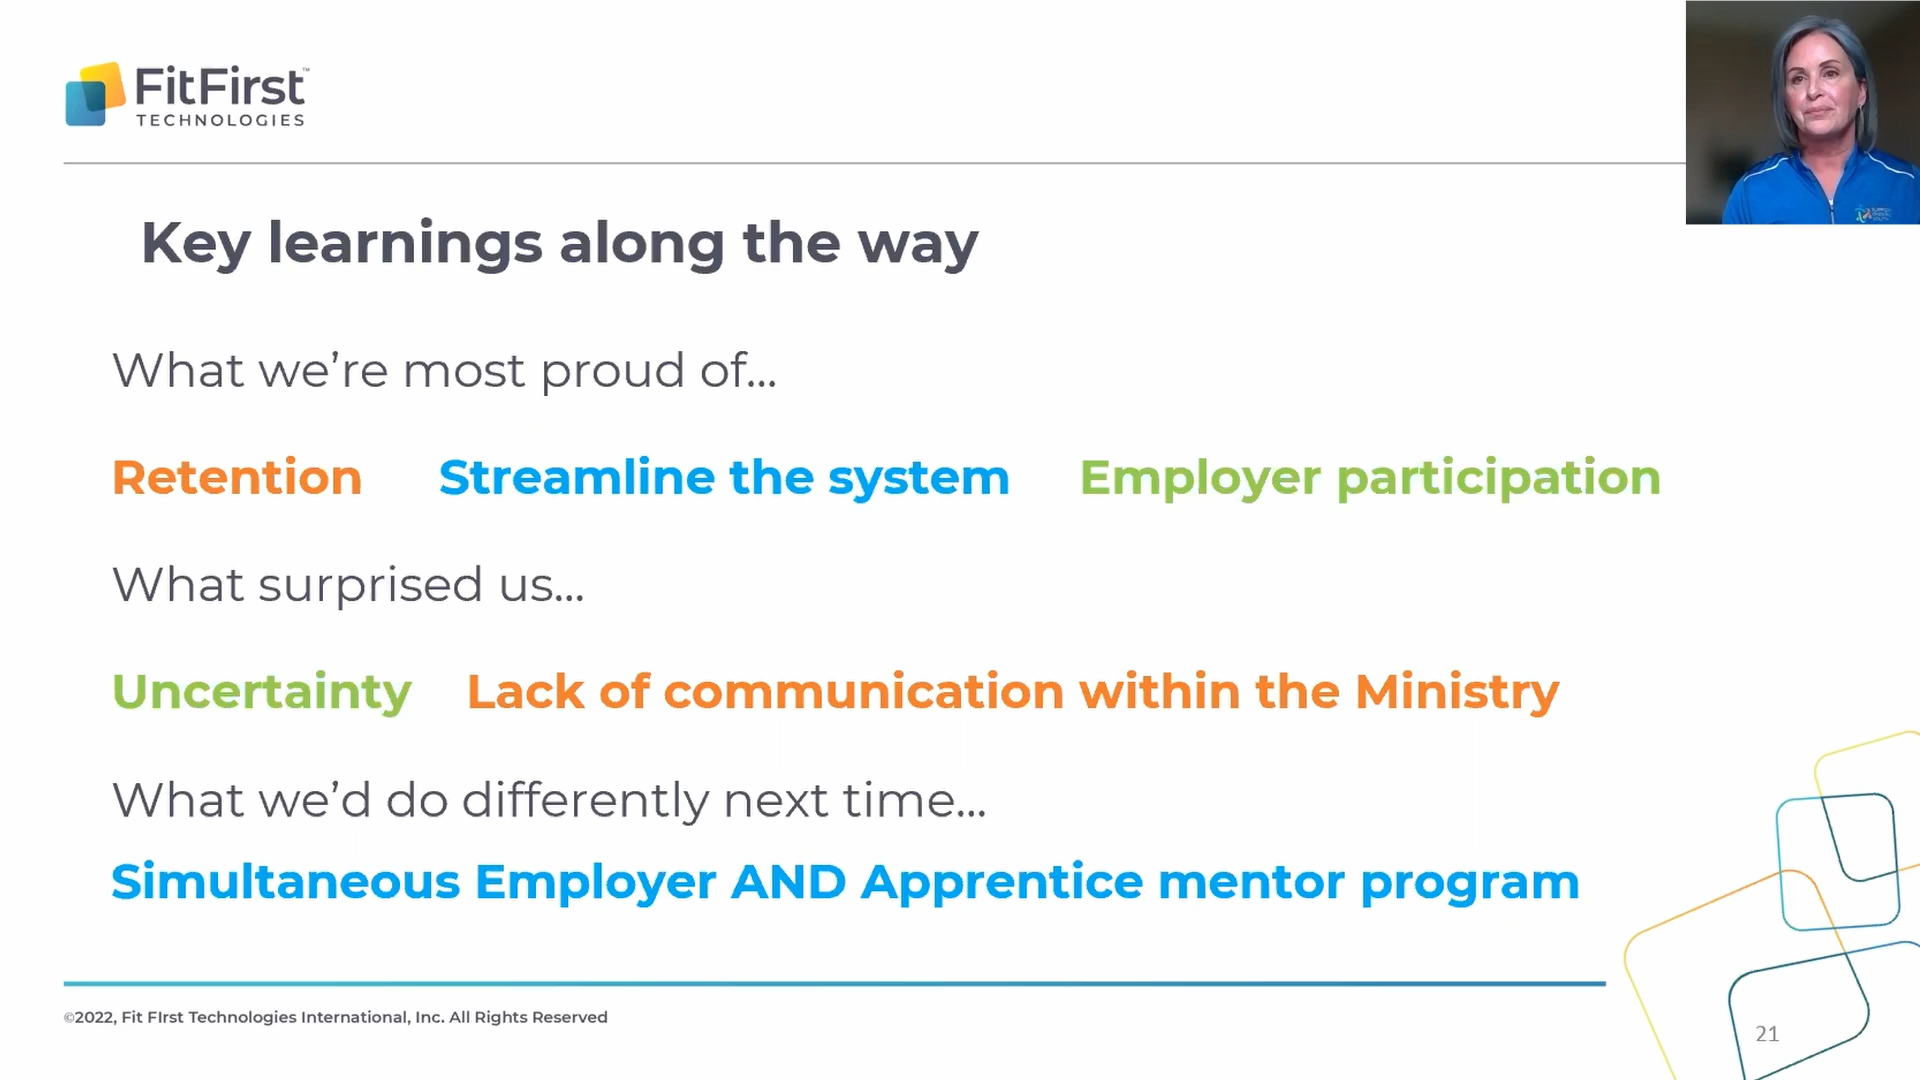 FitFirst™
TECHNOLOGIES
Key learnings along the way
What we’re most proud of...
Retention Streamline the system Employer participation
What surprised us...
Uncertainty Lack of communication within the Ministry
What we’d do differently next time...
Simultaneous Employer AND Apprentice mentor program
©2022, Fit FIrst Technologies International, Inc. All Rights Reserved
21